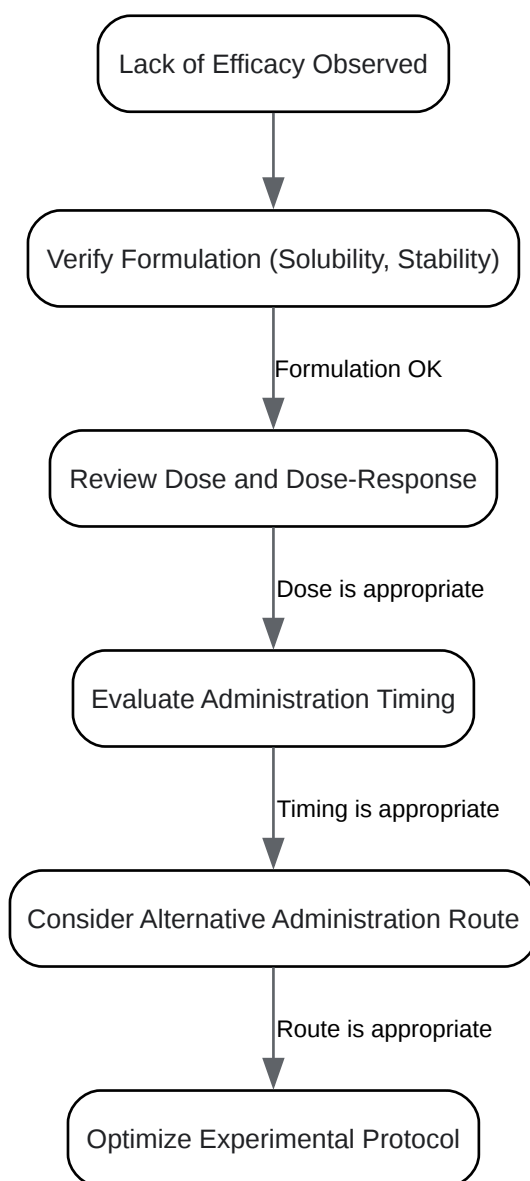 Lack of Efficacy Observed
Verify Formulation (Solubility, Stability)
Formulation OK
Review Dose and Dose-Response
Dose is appropriate
Evaluate Administration Timing
Timing is appropriate
Consider Alternative Administration Route
Route is appropriate
Optimize Experimental Protocol